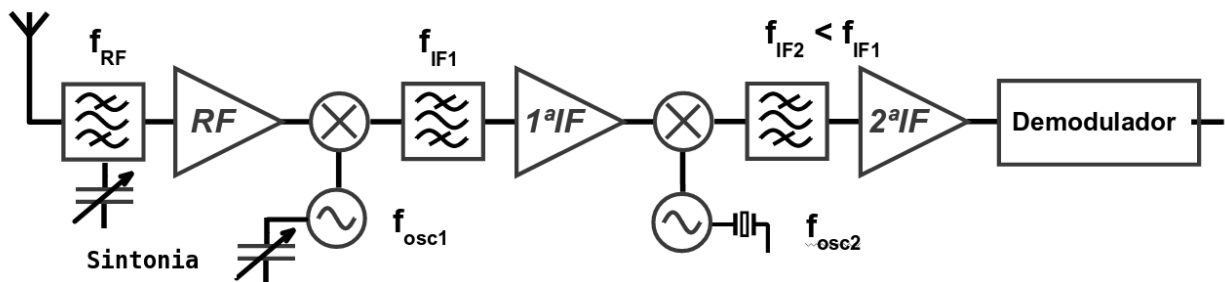 f_RF
f_IF1
f_IF2 < f_IF1
RF
1ªIF
2ªIF
Demodulador
Sintonia
f_osc1
f_osc2